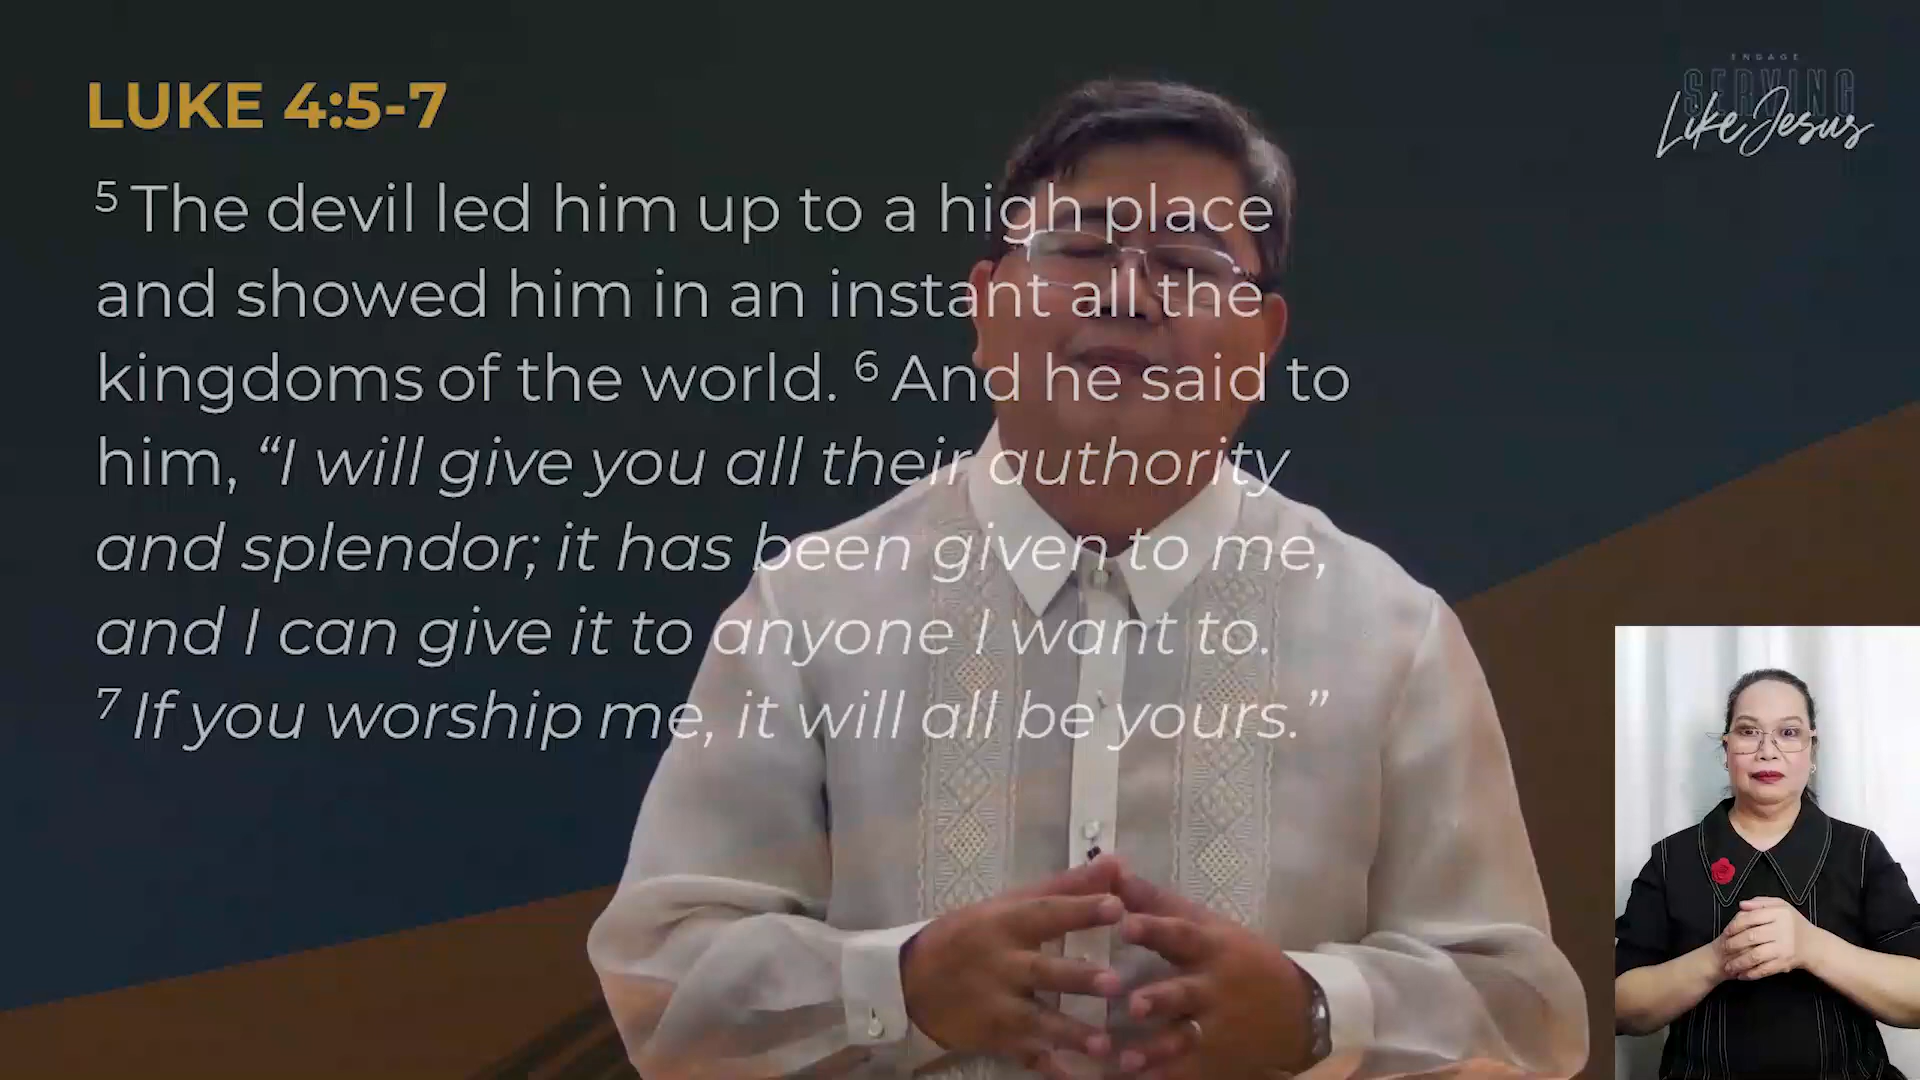 LUKE 4:5-7
ENGAGE
SERVING
Like Jesus
5 The devil led him up to a high place
and showed him in an instant all the
kingdoms of the world. 6 And he said to
him, “I will give you all their authority
and splendor; it has been given to me,
and I can give it to anyone I want to.
7 If you worship me, it will all be yours.”